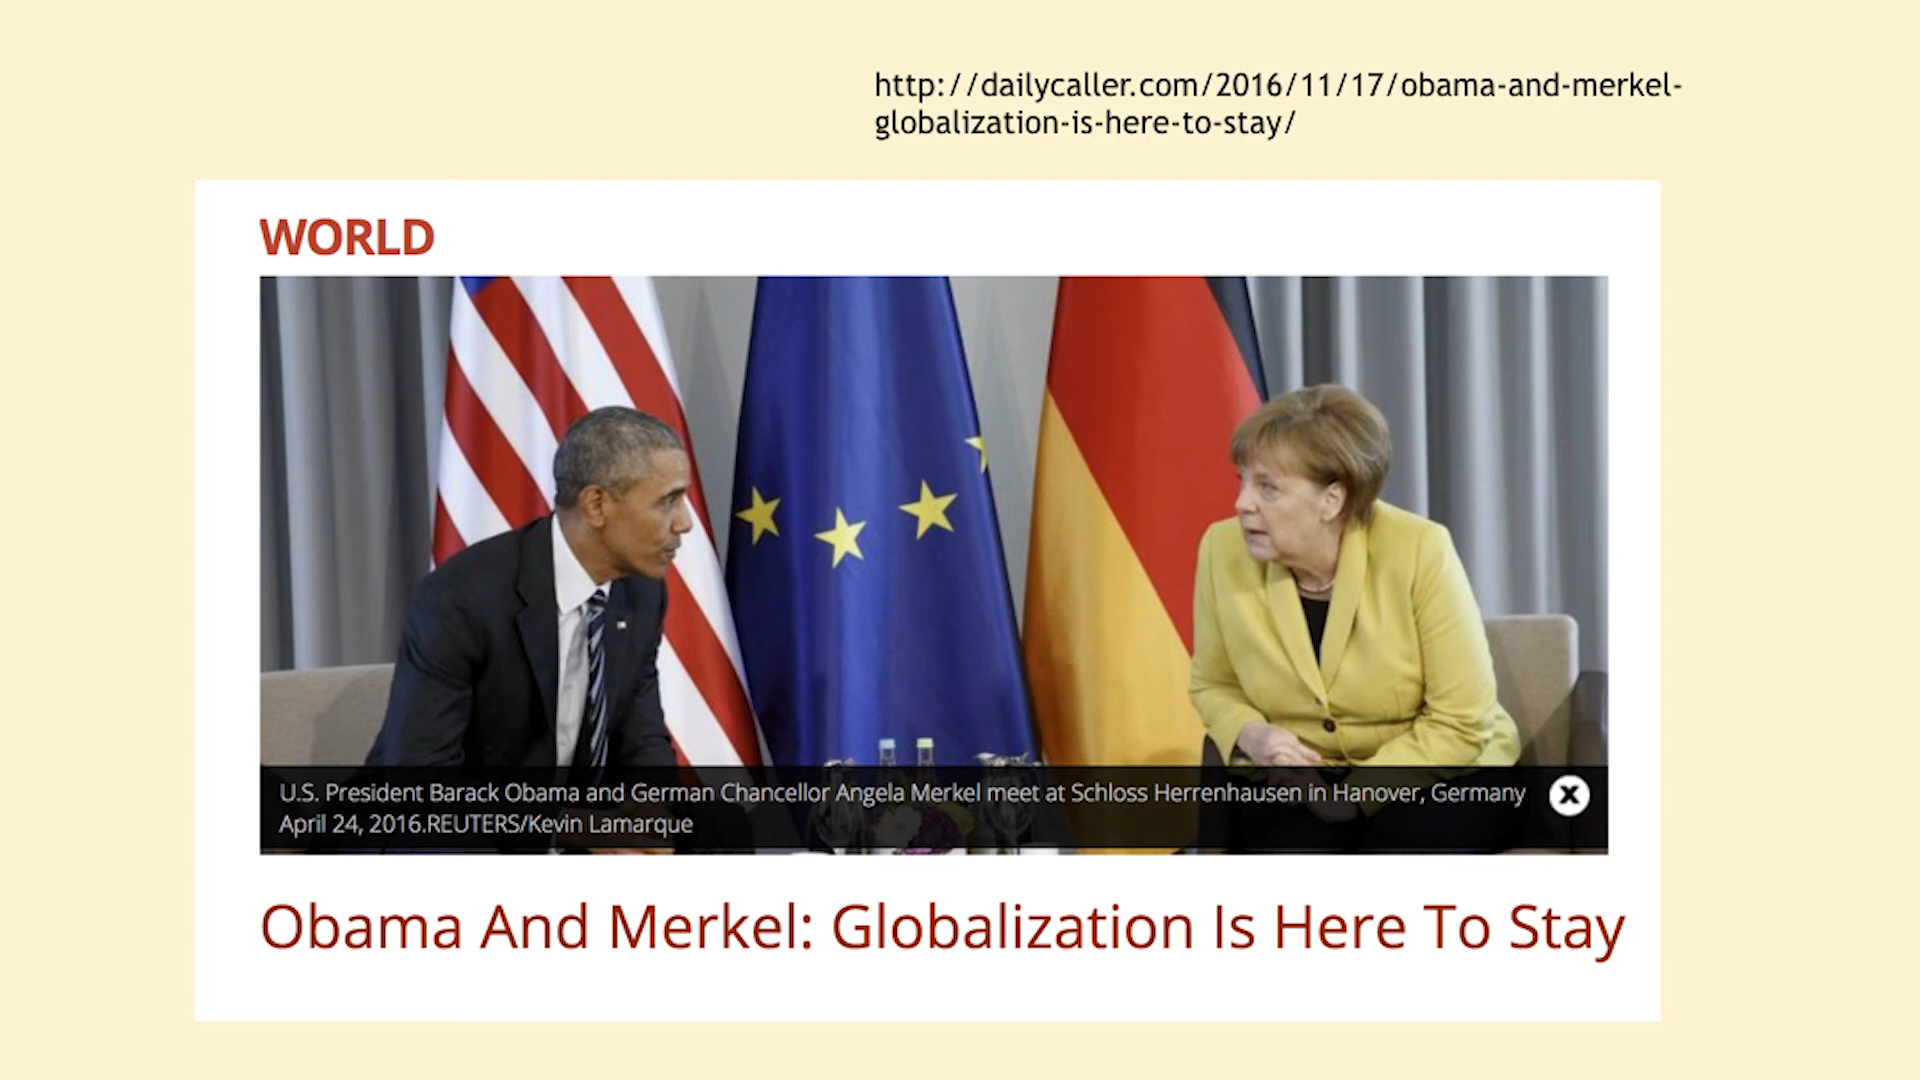 http://dailycaller.com/2016/11/17/obama-and-merkel-
globalization-is-here-to-stay/
WORLD
U.S. President Barack Obama and German Chancellor Angela Merkel meet at Schloss Herrenhausen in Hanover, Germany
April 24, 2016.REUTERS/Kevin Lamarque
Obama And Merkel: Globalization Is Here To Stay